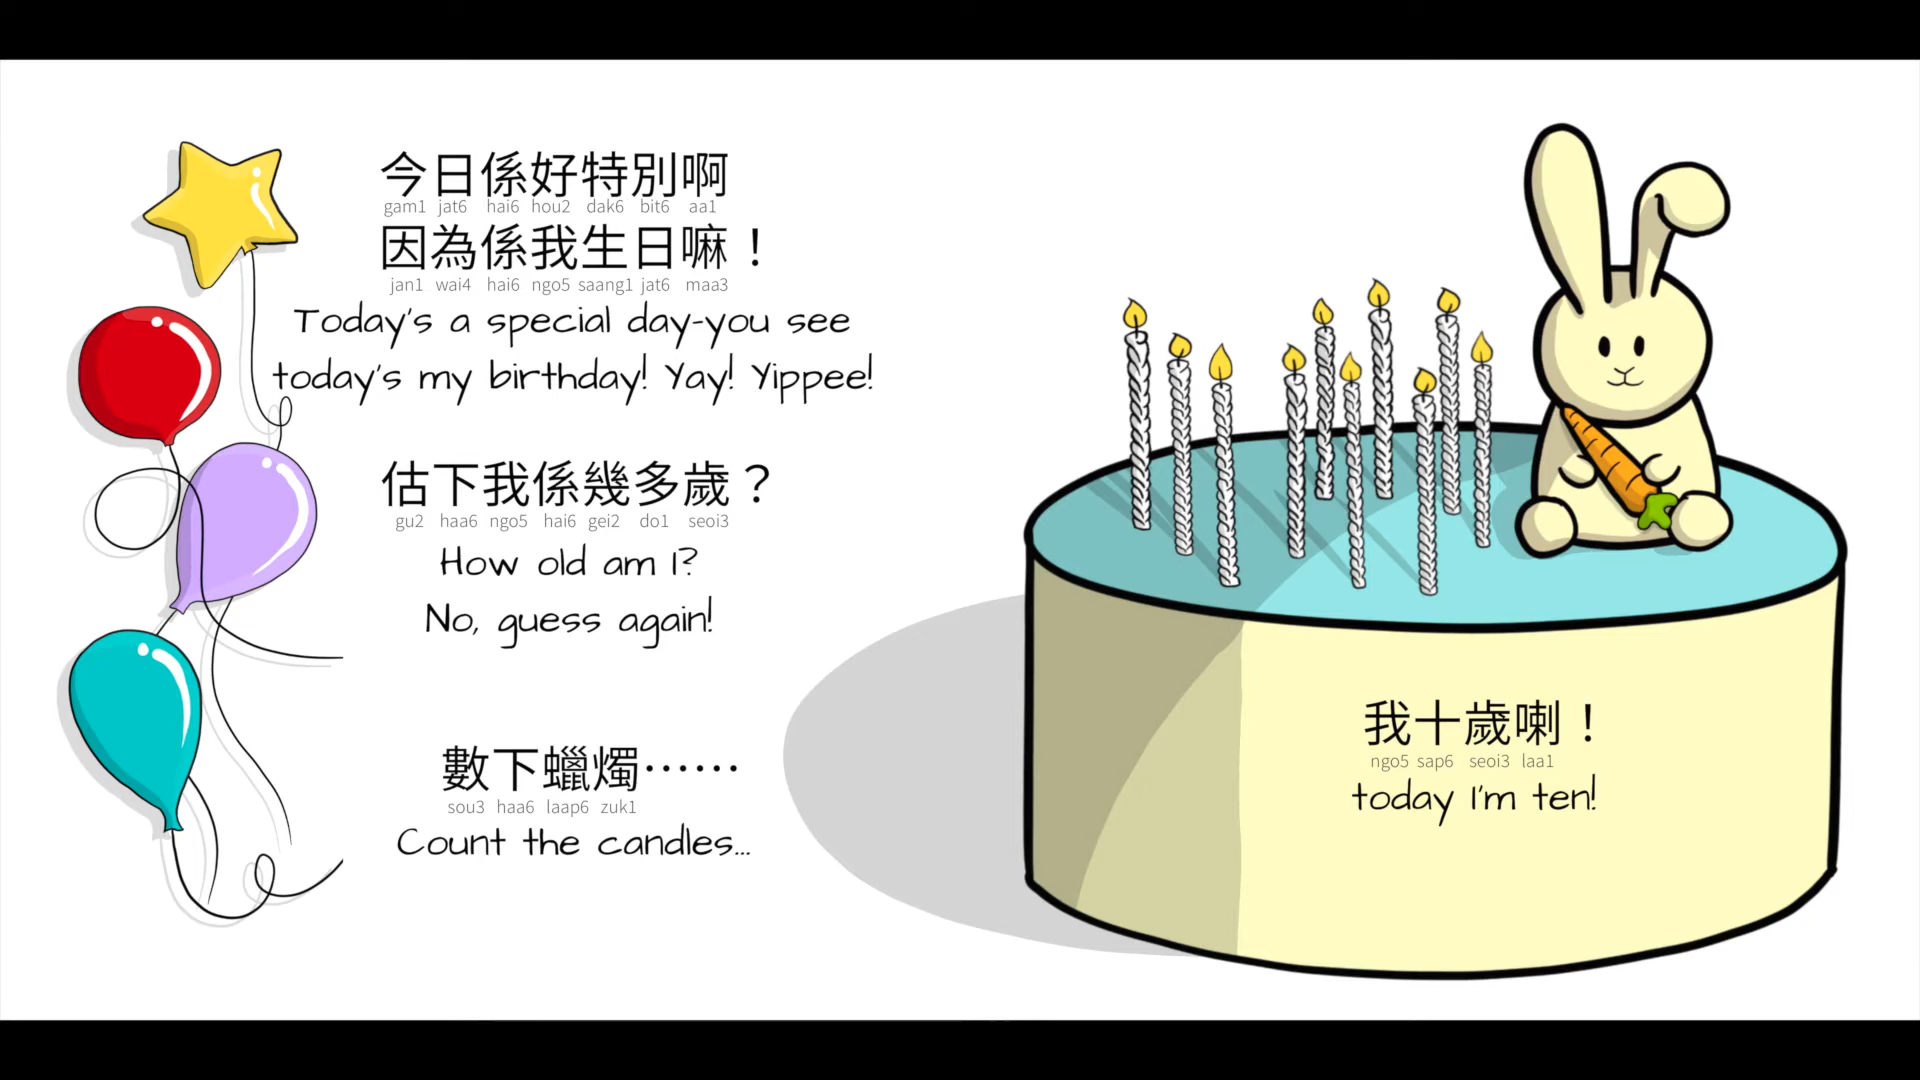 今日係好特別啊
gam1 jat6 hai6 hou2 dak6 bit6 aa1
因為係我生日嘛！
jan1 wai4 hai6 ngo5 saang1 jat6 maa3
Today's a special day-you see
today's my birthday! Yay! Yippee!
估下我係幾多歲？
gu2 haa6 ngo5 hai6 gei2 do1 seoi3
How old am I?
No, guess again!
數下蠟燭……
sou3 haa6 laap6 zuk1
Count the candles...
我十歲喇！
ngo5 sap6 seoi3 laa1
today I'm ten!